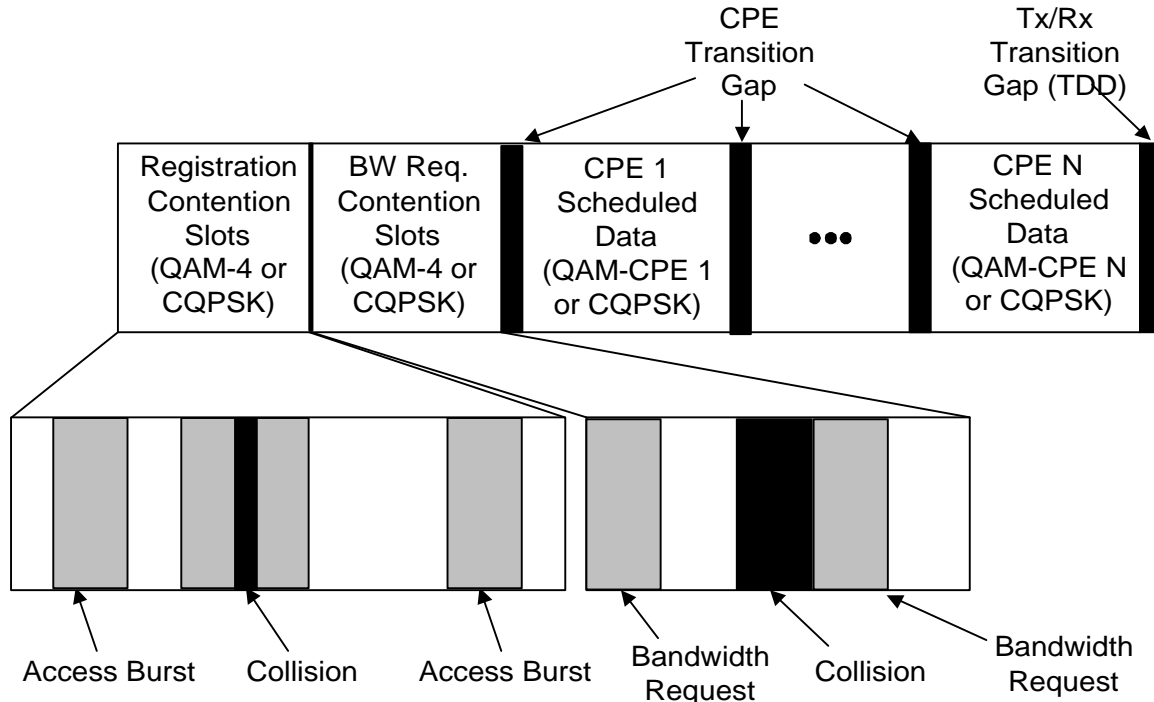 CPE
Transition
Gap
Tx/Rx
Transition
Gap (TDD)
Registration
Contention
Slots
(QAM-4 or
CQPSK)
BW Req.
Contention
Slots
(QAM-4 or
CQPSK)
CPE 1
Scheduled
Data
(QAM-CPE 1
or CQPSK)
CPE N
Scheduled
Data
(QAM-CPE N
or CQPSK)
Access Burst
Collision
Access Burst
Bandwidth
Request
Collision
Bandwidth
Request